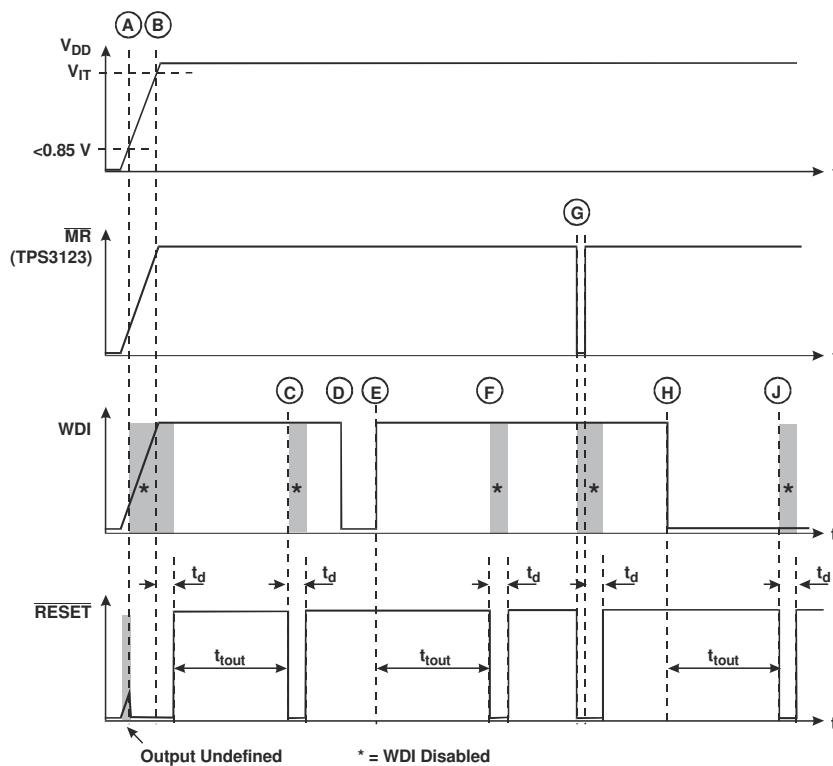 A B
VDD
VIT
<0.85 V
t
G
MR
(TPS3123)
t
C D E F H J
WDI
* * * * *
t
td td td td td
RESET
ttout ttout ttout
t
Output Undefined * = WDI Disabled